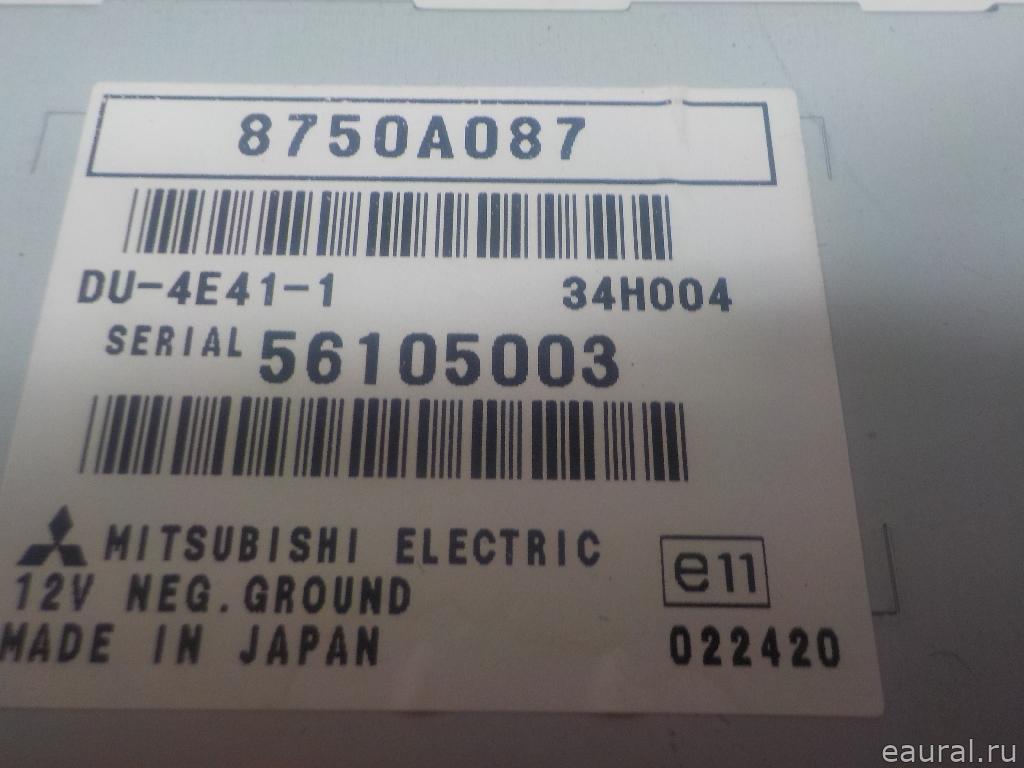 8750A087
DU-4E41-1 34H004
SERIAL 56105003
MITSUBISHI ELECTRIC
12V NEG.GROUND
e11
MADE IN JAPAN
022420
eaural.ru